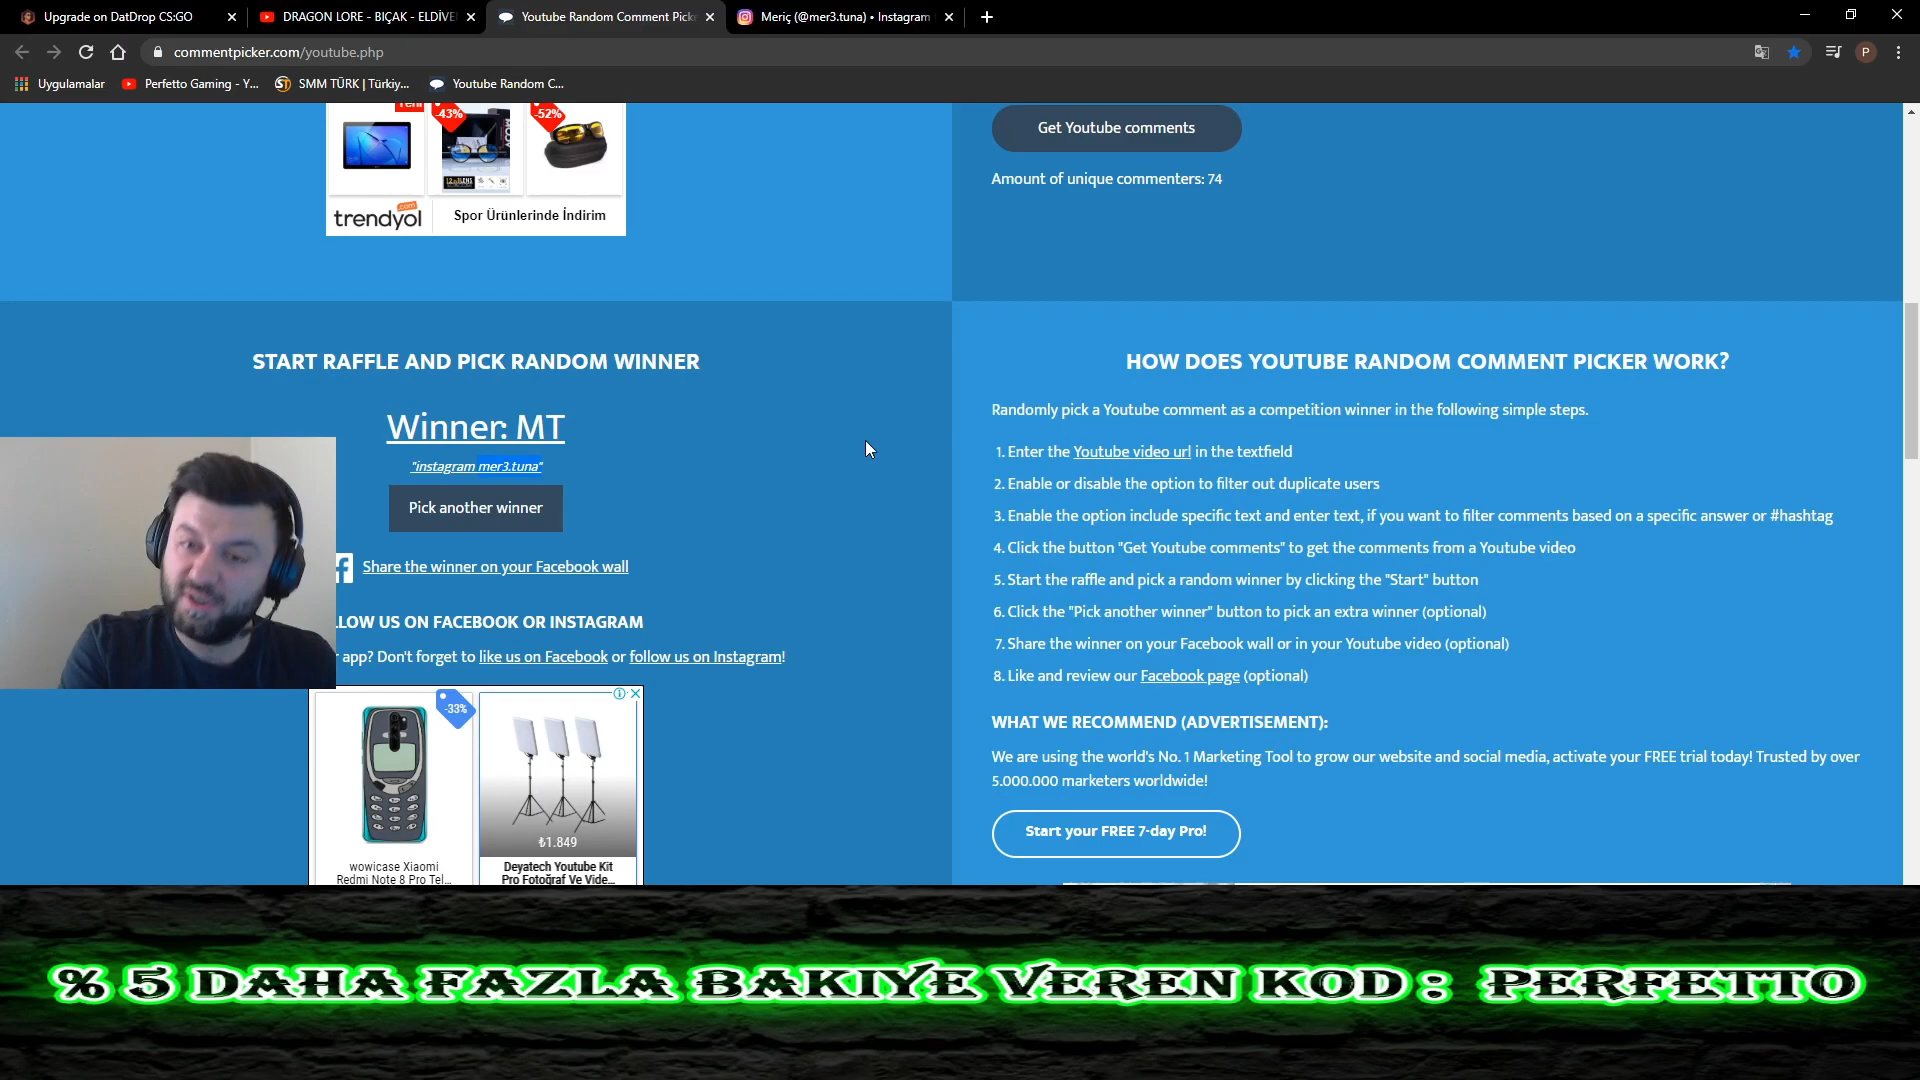 Upgrade on DatDrop CS:GO
DRAGON LORE - BIÇAK - ELDİVE
Youtube Random Comment Pick
Meriç (@mer3.tuna) • Instagram
commentpicker.com/youtube.php
P
Uygulamalar
Perfetto Gaming - Y...
SMM TÜRK | Türkiy...
Youtube Random C...
-43%
-52%
trendyol
.com
Spor Ürünlerinde İndirim
Get Youtube comments
Amount of unique commenters: 74
START RAFFLE AND PICK RANDOM WINNER
Winner: MT
"instagram mer3.tuna"
Pick another winner
Share the winner on your Facebook wall
LLOW US ON FACEBOOK OR INSTAGRAM
r app? Don't forget to like us on Facebook or follow us on Instagram!
-33%
wowicase Xiaomi
Redmi Note 8 Pro Tel...
₺1.849
Deyatech Youtube Kit
Pro Fotoğraf Ve Vide...
HOW DOES YOUTUBE RANDOM COMMENT PICKER WORK?
Randomly pick a Youtube comment as a competition winner in the following simple steps.
1. Enter the Youtube video url in the textfield
2. Enable or disable the option to filter out duplicate users
3. Enable the option include specific text and enter text, if you want to filter comments based on a specific answer or #hashtag
4. Click the button "Get Youtube comments" to get the comments from a Youtube video
5. Start the raffle and pick a random winner by clicking the "Start" button
6. Click the "Pick another winner" button to pick an extra winner (optional)
7. Share the winner on your Facebook wall or in your Youtube video (optional)
8. Like and review our Facebook page (optional)
WHAT WE RECOMMEND (ADVERTISEMENT):
We are using the world's No. 1 Marketing Tool to grow our website and social media, activate your FREE trial today! Trusted by over
5.000.000 marketers worldwide!
Start your FREE 7-day Pro!
% 5 DAHA FAZLA BAKIYE VEREN KOD : PERFETTO